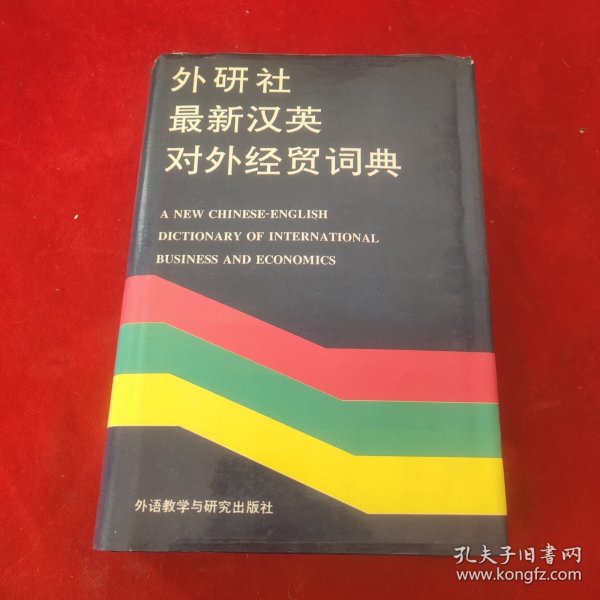 外研社
最新汉英
对外经贸词典
A NEW CHINESE-ENGLISH
DICTIONARY OF INTERNATIONAL
BUSINESS AND ECONOMICS
外语教学与研究出版社
孔夫子旧书网
www.kongfz.com